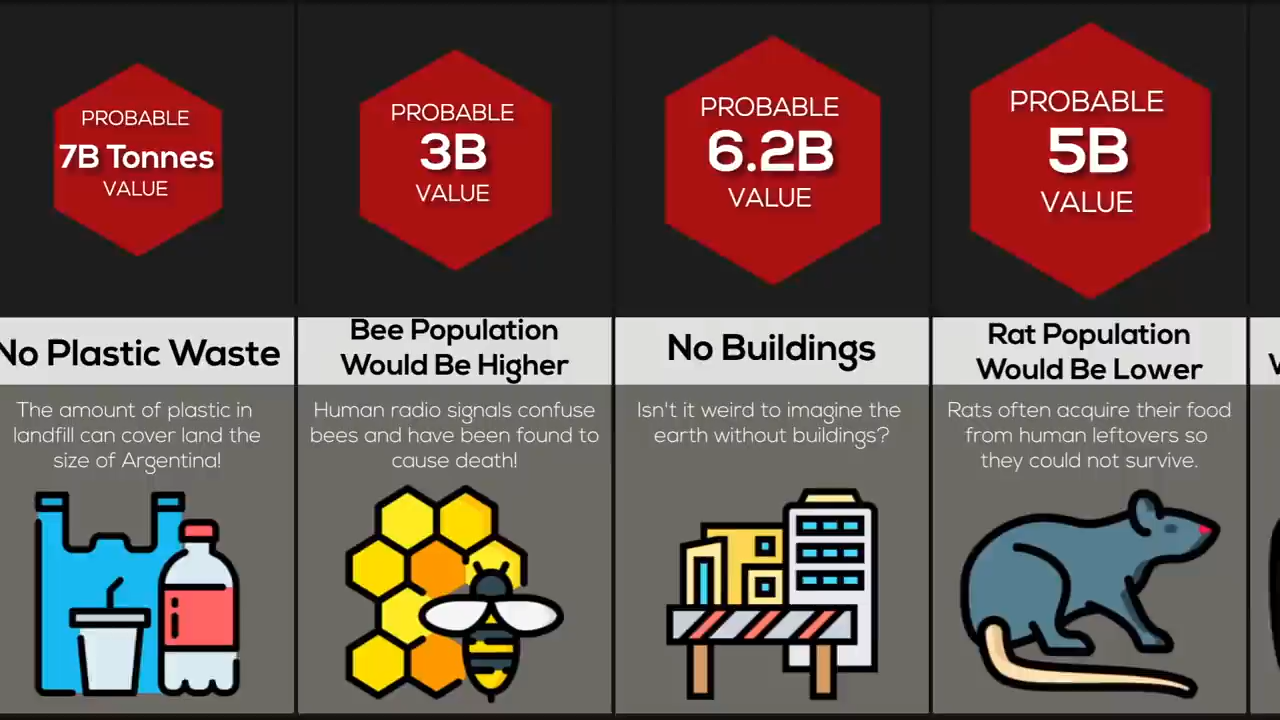 PROBABLE
7B Tonnes
VALUE
No Plastic Waste
The amount of plastic in
landfill can cover land the
size of Argentina!
PROBABLE
3B
VALUE
Bee Population
Would Be Higher
Human radio signals confuse
bees and have been found to
cause death!
PROBABLE
6.2B
VALUE
No Buildings
Isn't it weird to imagine the
earth without buildings?
PROBABLE
5B
VALUE
Rat Population
Would Be Lower
Rats often acquire their food
from human leftovers so
they could not survive.